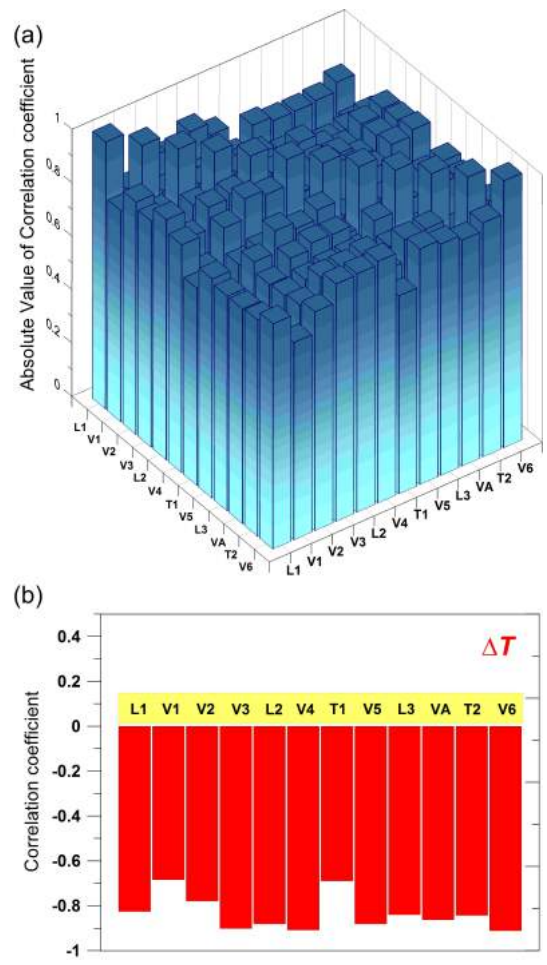 (a)
Absolute Value of Correlation coefficient
1
0.8
0.6
0.4
0.2
0
L1 V1 V2 V3 L2 V4 T1 V5 L3 VA T2 V6
L1 V1 V2 V3 L2 V4 T1 V5 L3 VA T2 V6
(b)
Correlation coefficient
0.4
0.2
0
-0.2
-0.4
-0.6
-0.8
-1
ΔT
L1 V1 V2 V3 L2 V4 T1 V5 L3 VA T2 V6